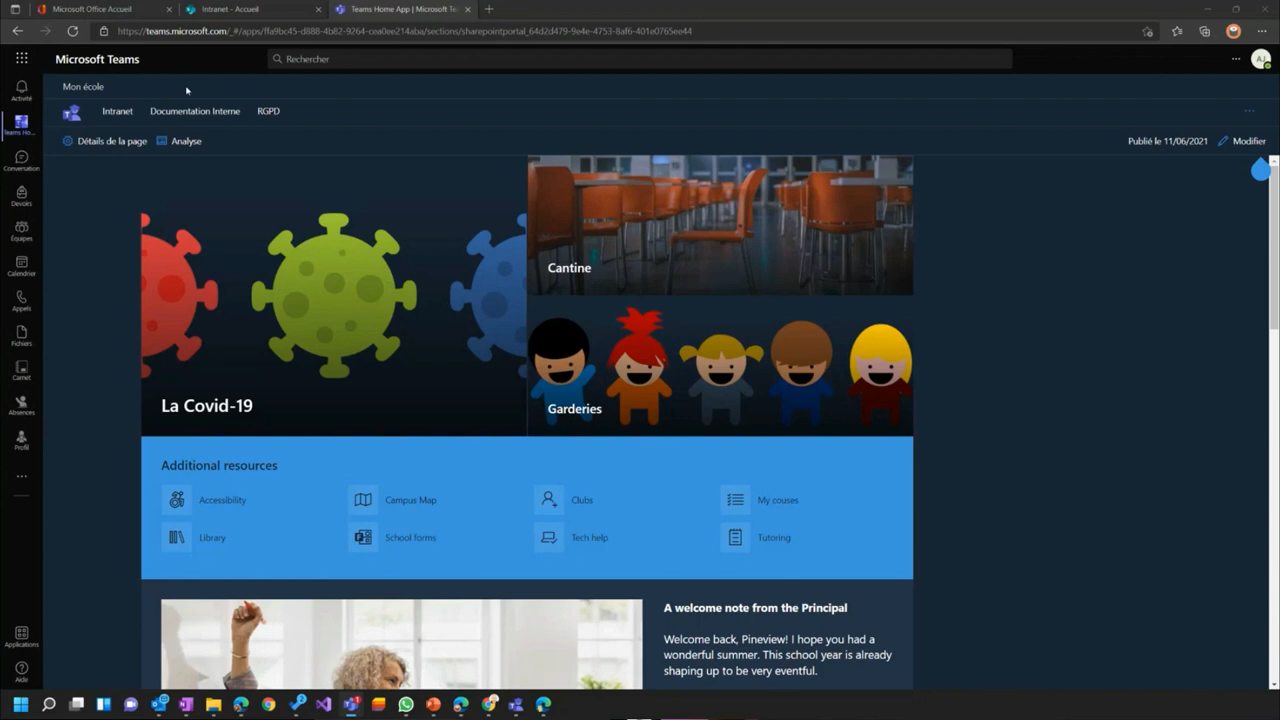 Microsoft Office Accueil
Intranet - Accueil
Teams Home App | Microsoft Te
https://teams.microsoft.com/_#/apps/ffa9bc45-d888-4b82-9264-cea0ee214aba/sections/sharepointportal_64d2d479-9e4e-4753-8af6-401e0765ee44
Microsoft Teams
Rechercher
AJ
Activité
Teams Ho...
Conversation
Devoirs
Équipes
Calendrier
Appels
Fichiers
Carnet
Absences
Profil
Applications
Aide
Mon école
Intranet
Documentation Interne
RGPD
Détails de la page
Analyse
Publié le 11/06/2021
Modifier
La Covid-19
Cantine
Garderies
Additional resources
Accessibility
Campus Map
Clubs
My couses
Library
School forms
Tech help
Tutoring
A welcome note from the Principal
Welcome back, Pineview! I hope you had a
wonderful summer. This school year is already
shaping up to be very eventful.